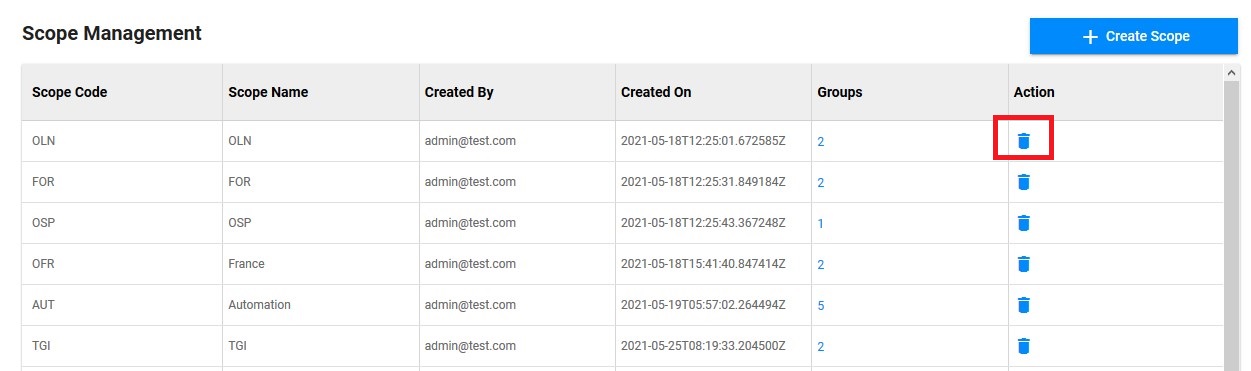 Scope Management
+ Create Scope
Scope Code Scope Name Created By Created On Groups Action
OLN OLN admin@test.com 2021-05-18T12:25:01.672585Z 2
FOR FOR admin@test.com 2021-05-18T12:25:31.849184Z 2
OSP OSP admin@test.com 2021-05-18T12:25:43.367248Z 1
OFR France admin@test.com 2021-05-18T15:41:40.847414Z 2
AUT Automation admin@test.com 2021-05-19T05:57:02.264494Z 5
TGI TGI admin@test.com 2021-05-25T08:19:33.204500Z 2